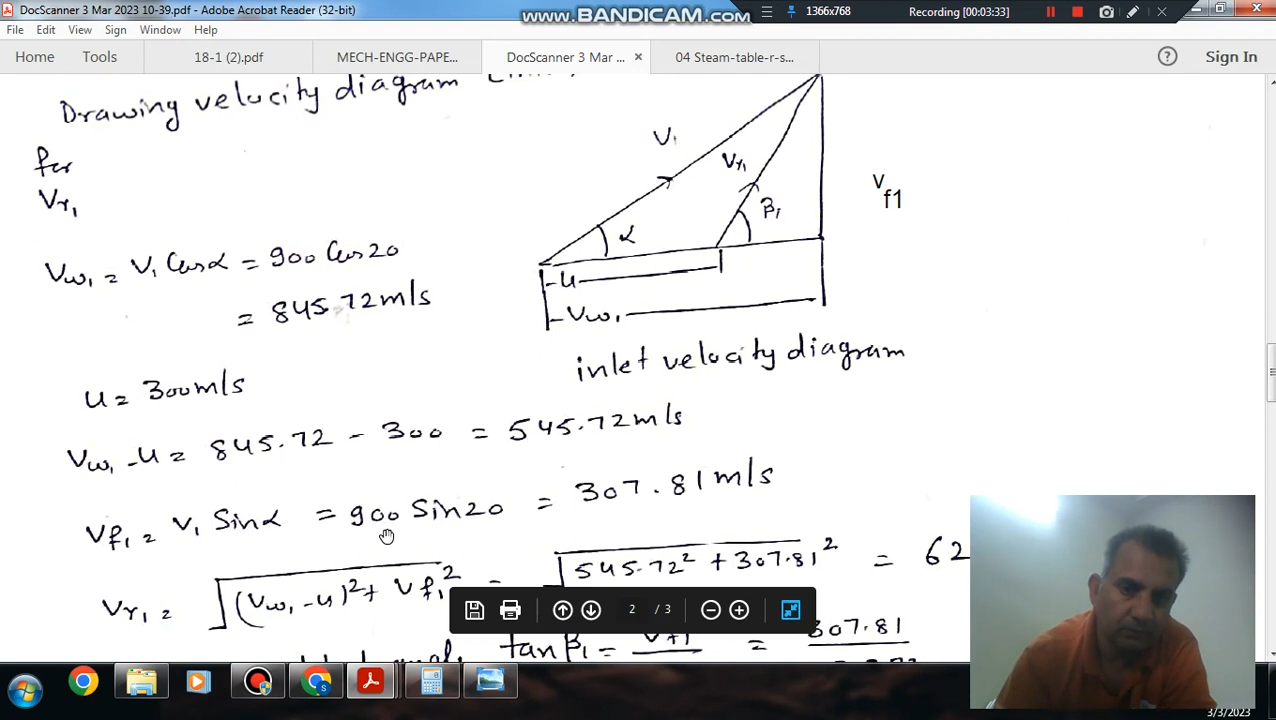 DocScanner 3 Mar 2023 10-39.pdf - Adobe Acrobat Reader (32-bit)
www.BANDICAM.com
1366x768
Recording [00:03:33]
File Edit View Sign Window Help
Home Tools 18-1 (2).pdf MECH-ENGG-PAPE... DocScanner 3 Mar ... × 04 Steam-table-r-s... Sign In
Drawing velocity diagram
for
Vr1
V1
Vr1
β1
α
Vf1
u
Vw1
inlet velocity diagram
Vw1 = V1 Cosα = 900 Cos20
= 845.72 m/s
u = 300 m/s
Vw1 - u = 845.72 - 300 = 545.72 m/s
Vf1 = V1 Sinα = 900 Sin20 = 307.81 m/s
Vr1 = √(Vw1 - u)² + Vf1² = √545.72² + 307.81² = 62
2 / 3
tan β1 = Vf1 = 307.81
3/3/2023